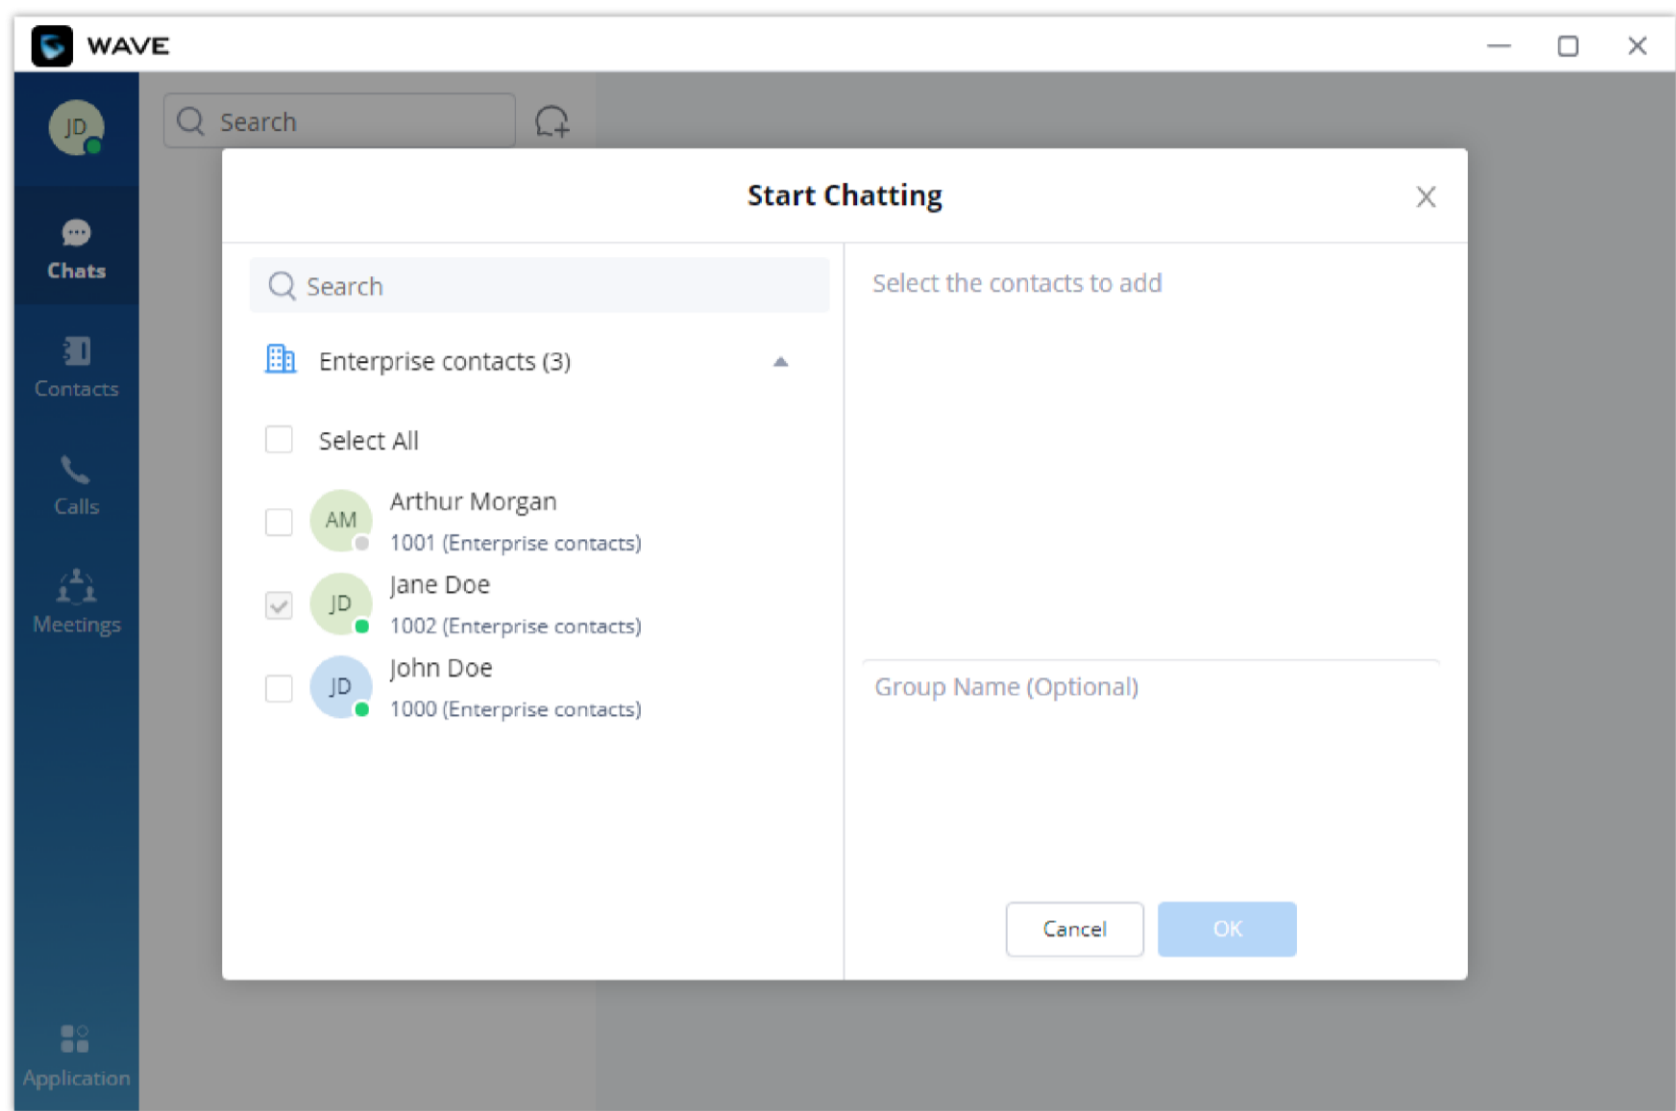 WAVE
JD
Search
Chats
Contacts
Calls
Meetings
Application
Start Chatting
Search
Enterprise contacts (3)
Select All
AM
Arthur Morgan
1001 (Enterprise contacts)
JD
Jane Doe
1002 (Enterprise contacts)
JD
John Doe
1000 (Enterprise contacts)
Select the contacts to add
Group Name (Optional)
Cancel
OK